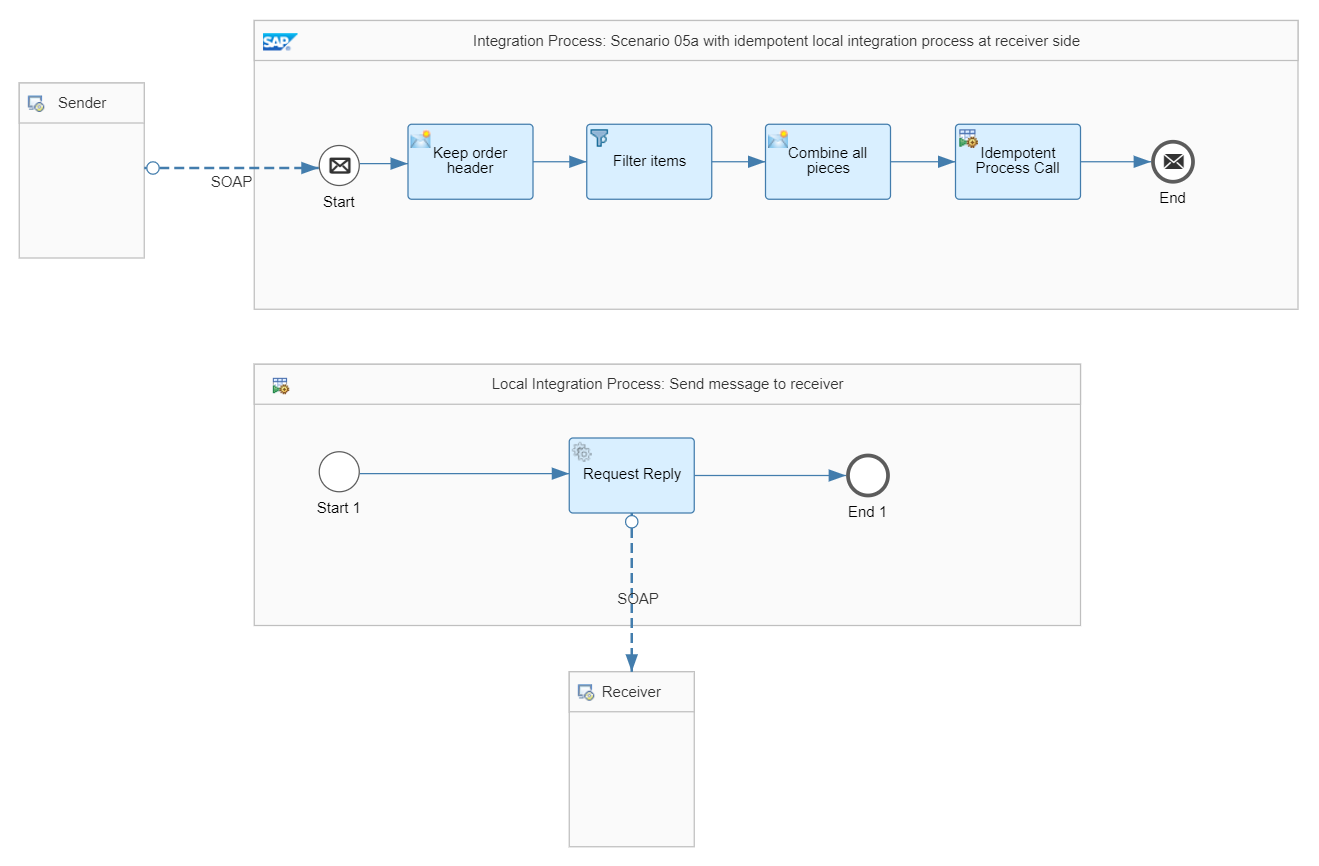 SAP
Integration Process: Scenario 05a with idempotent local integration process at receiver side
Sender
SOAP
Start
Keep order
header
Filter items
Combine all
pieces
Idempotent
Process Call
End
Local Integration Process: Send message to receiver
Start 1
Request Reply
End 1
SOAP
Receiver